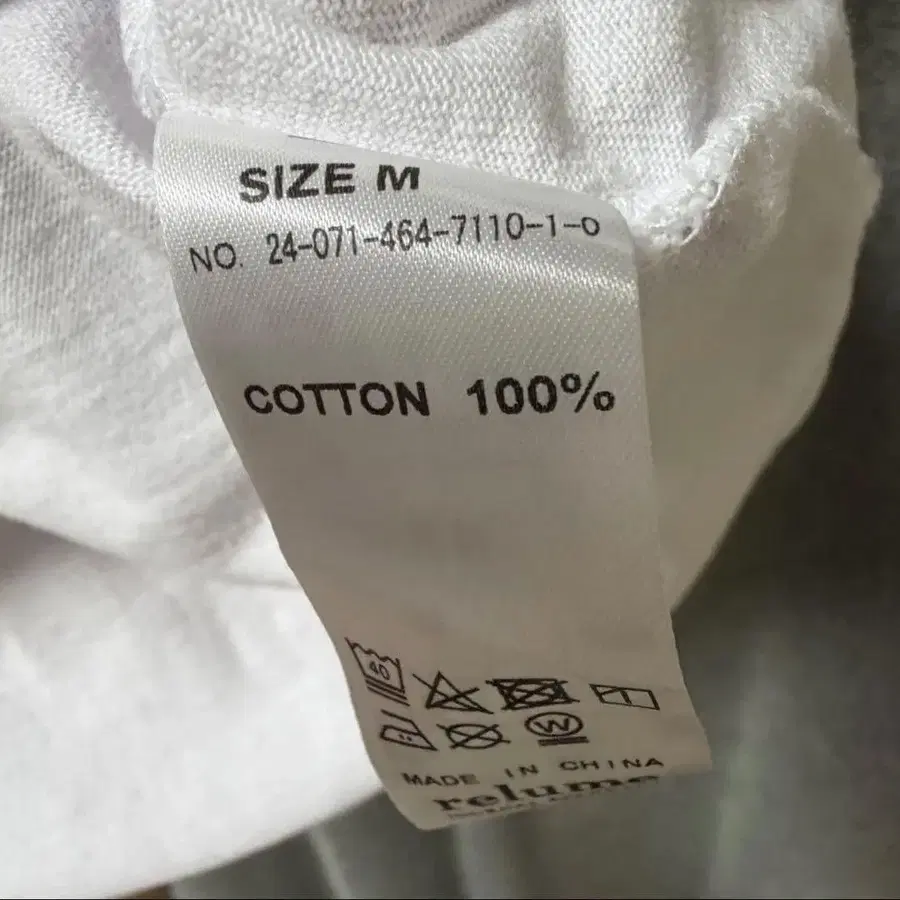 SIZE M
NO. 24-071-464-7110-1-0
COTTON 100%
40
W
MADE IN CHINA
relume